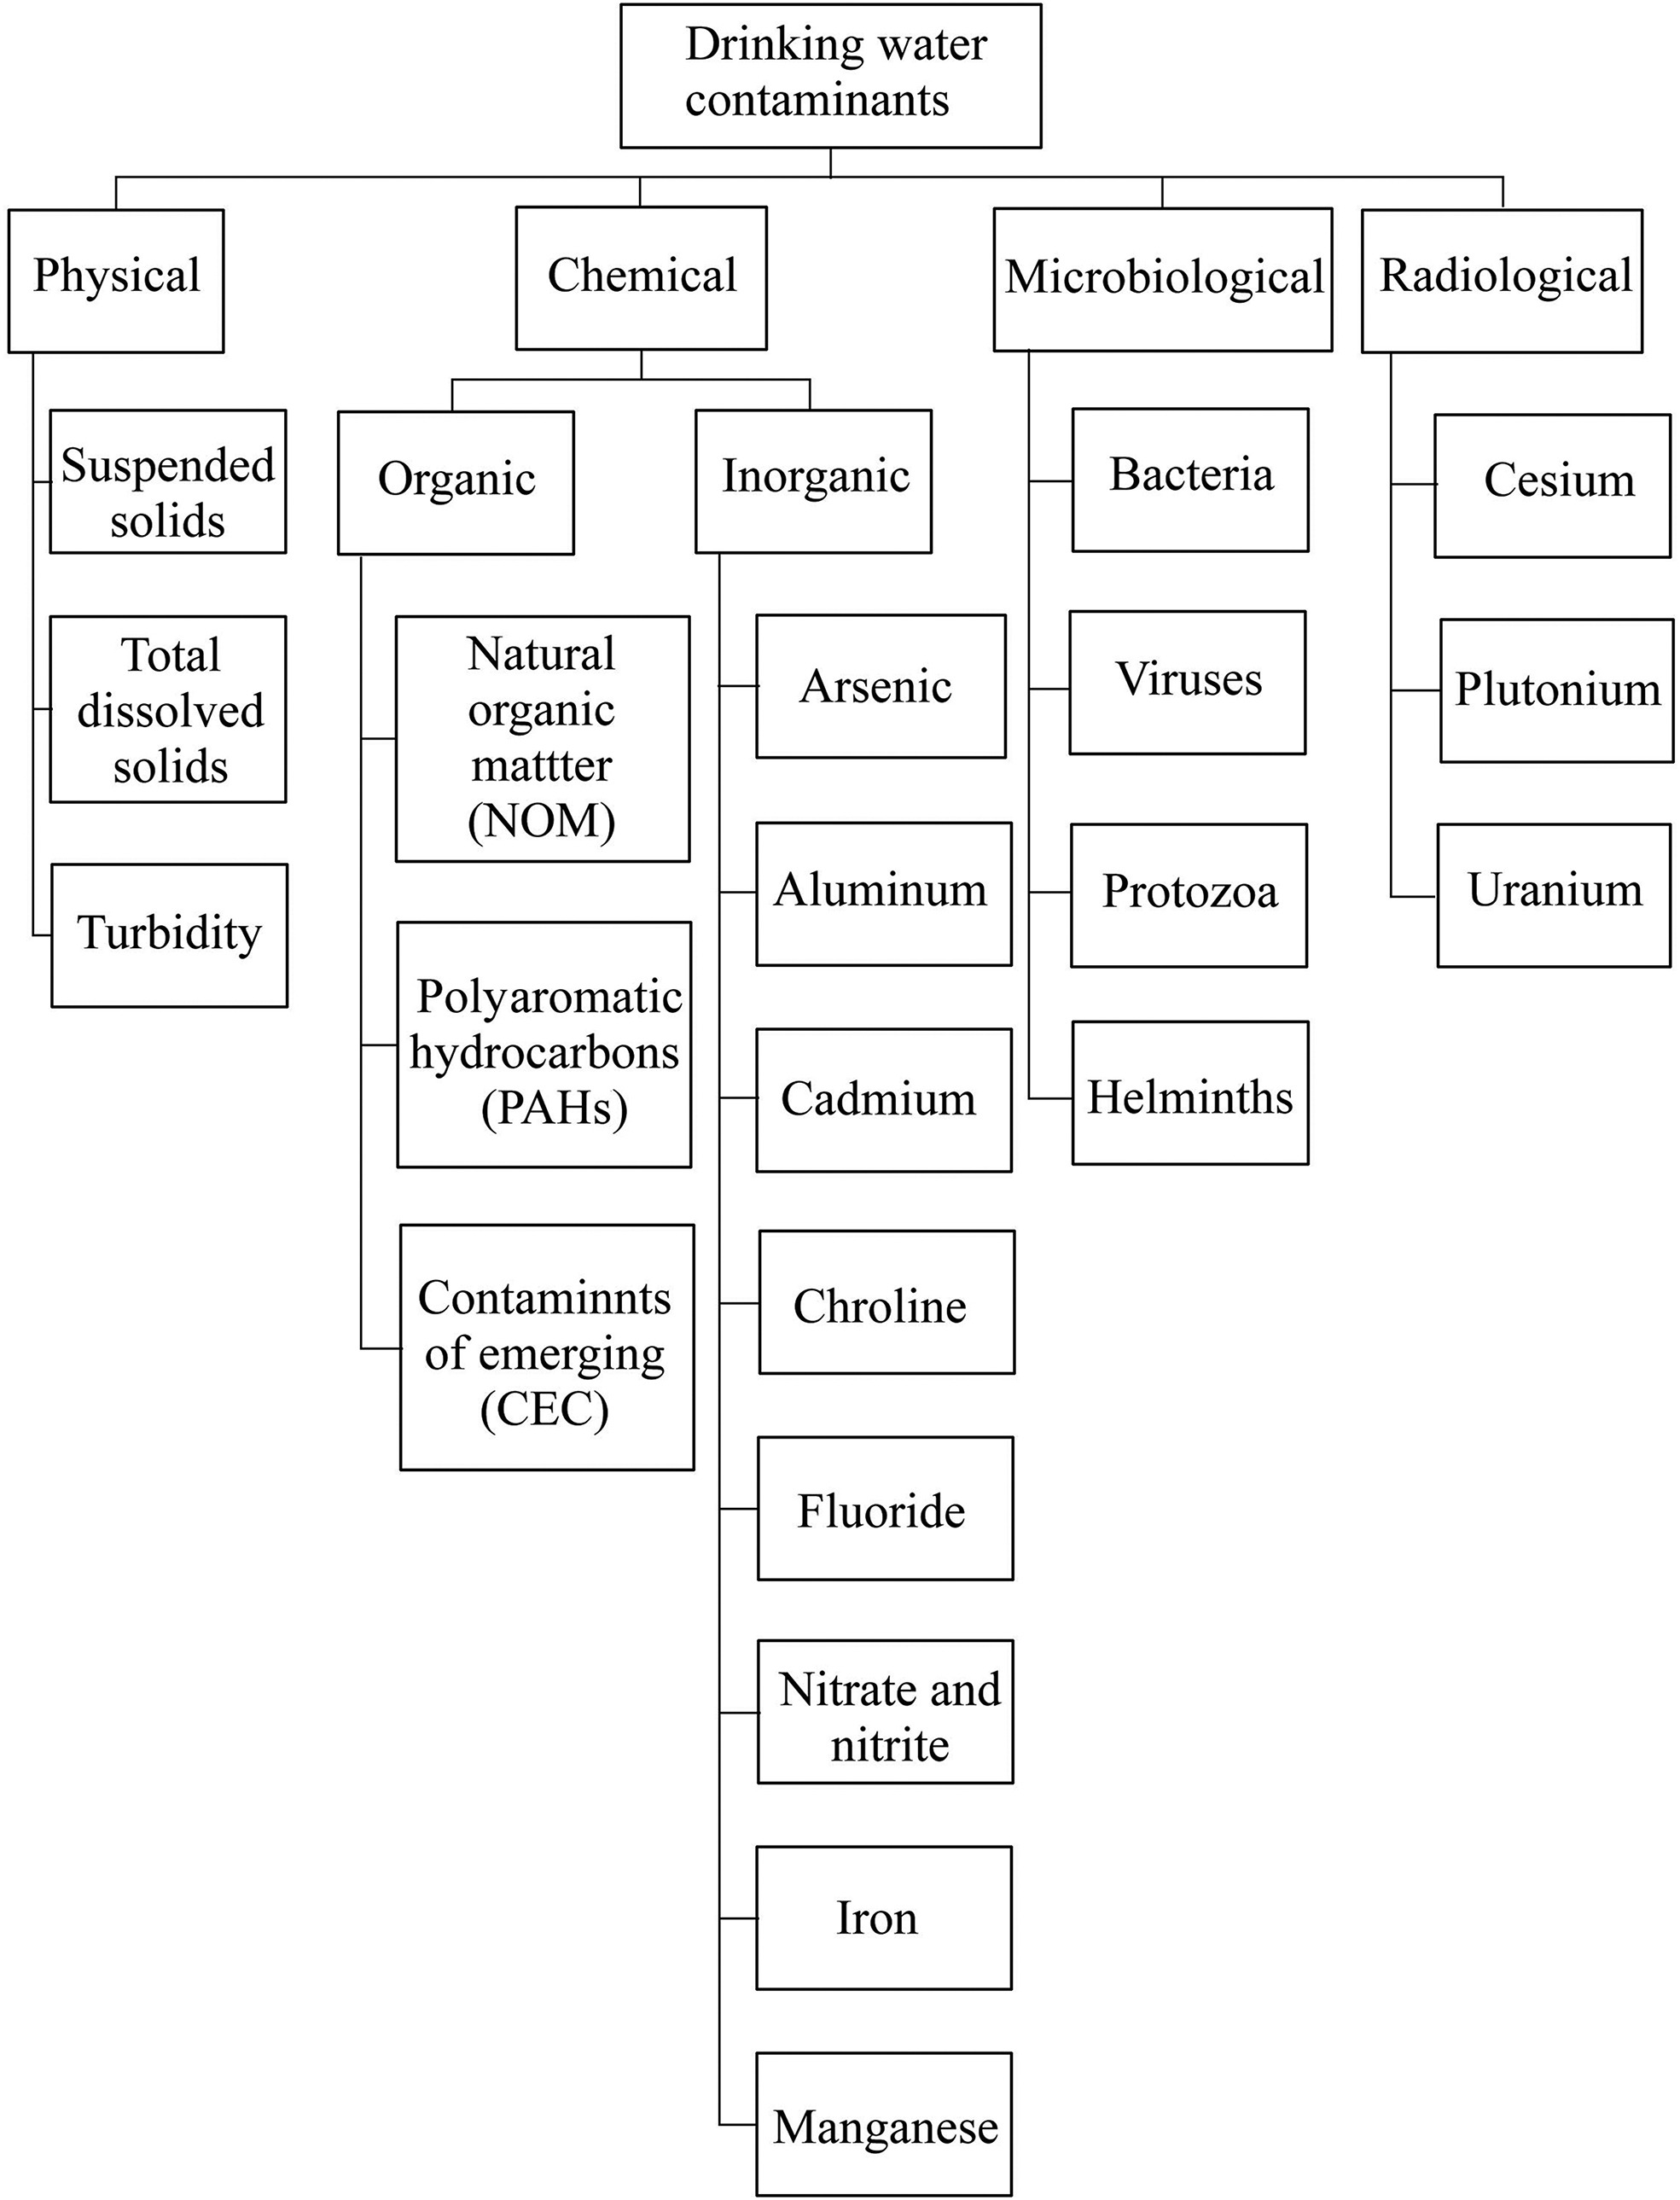 Drinking water
contaminants
Physical
Chemical
Microbiological
Radiological
Suspended
solids
Total
dissolved
solids
Turbidity
Organic
Natural
organic
mattter
(NOM)
Polyaromatic
hydrocarbons
(PAHs)
Contamints
of emerging
(CEC)
Inorganic
Arsenic
Aluminum
Cadmium
Chroline
Fluoride
Nitrate and
nitrite
Iron
Manganese
Bacteria
Viruses
Protozoa
Helminths
Cesium
Plutonium
Uranium